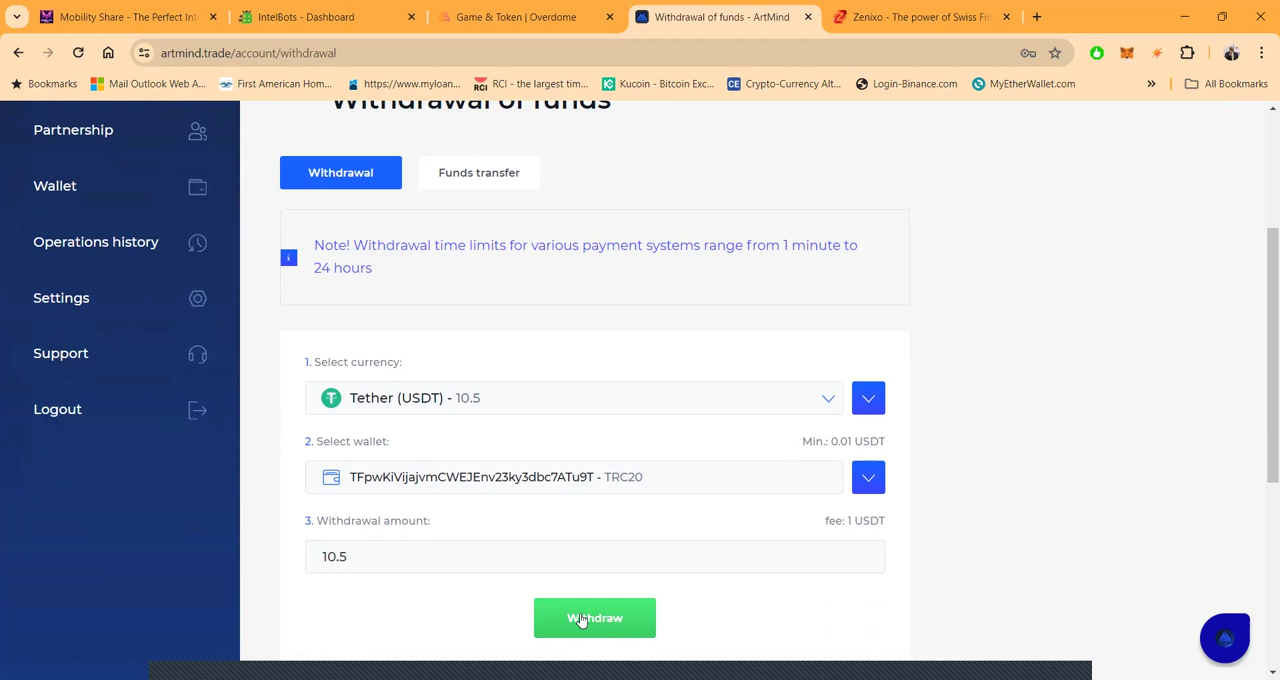 Mobility Share - The Perfect Int
IntelBots - Dashboard
Game & Token | Overdome
Withdrawal of funds - ArtMind
Zenixo - The power of Swiss Fin
artmind.trade/account/withdrawal
Bookmarks
Mail Outlook Web A...
First American Hom...
https://www.myloan...
RCI - the largest tim...
Kucoin - Bitcoin Exc...
Crypto-Currency Alt...
Login-Binance.com
MyEtherWallet.com
All Bookmarks
Withdrawal of funds
Partnership
Wallet
Operations history
Settings
Support
Logout
Withdrawal
Funds transfer
Note! Withdrawal time limits for various payment systems range from 1 minute to
24 hours
1. Select currency:
Tether (USDT) - 10.5
2. Select wallet:
Min.: 0.01 USDT
TFpwKiVijajvmCWEJEnv23ky3dbc7ATu9T - TRC20
3. Withdrawal amount:
fee: 1 USDT
10.5
Withdraw